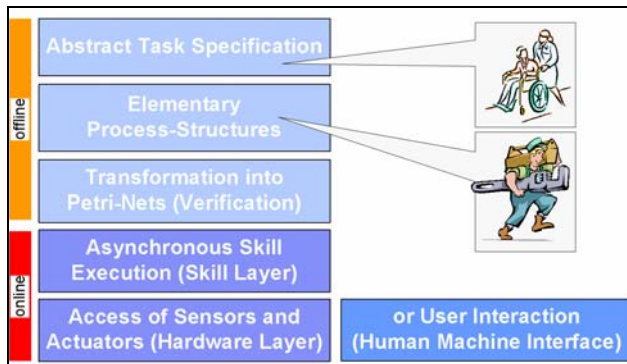 offline
Abstract Task Specification
Elementary
Process-Structures
Transformation into
Petri-Nets (Verification)
online
Asynchronous Skill
Execution (Skill Layer)
Access of Sensors and
Actuators (Hardware Layer)
or User Interaction
(Human Machine Interface)